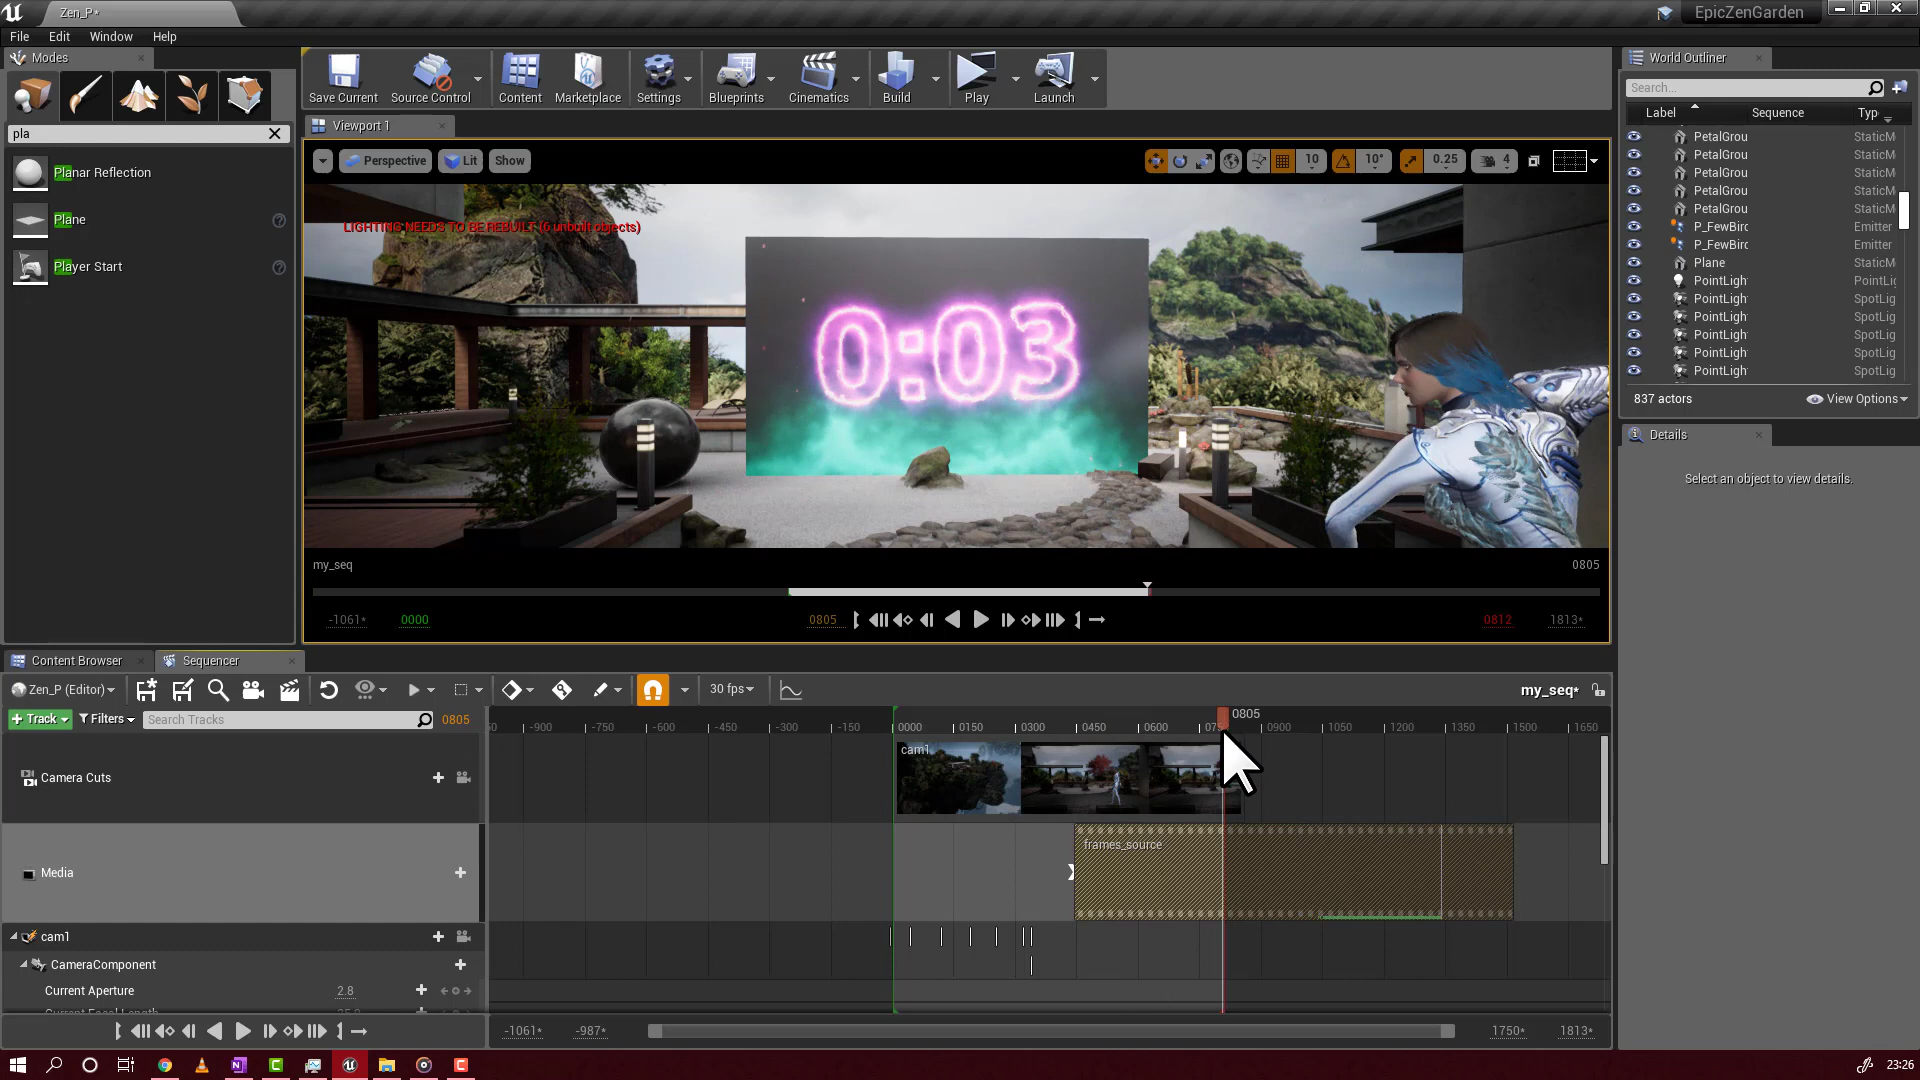 Zen_P*
EpicZenGarden
File Edit Window Help
Modes
Save Current
Source Control
Content
Marketplace
Settings
Blueprints
Cinematics
Build
Play
Launch
World Outliner
Search...
Label
Sequence
Typ
pla
Planar Reflection
Plane
Player Start
Viewport 1
Perspective
Lit
Show
10
10°
0.25
4
LIGHTING NEEDS TO BE REBUILT (6 unbuilt objects)
0:03
PetalGrou StaticM
PetalGrou StaticM
PetalGrou StaticM
PetalGrou StaticM
PetalGrou StaticM
P_FewBirc Emitter
P_FewBirc Emitter
Plane StaticM
PointLigh PointLig
PointLigh SpotLig
PointLigh SpotLig
PointLigh SpotLig
PointLigh SpotLig
PointLigh SpotLig
837 actors
View Options
Details
Select an object to view details.
my_seq
0805
-1061*
0000
0805
0812
1813*
Content Browser
Sequencer
Zen_P (Editor)
30 fps
my_seq*
Track
Filters
Search Tracks
0805
-900 -750 -600 -450 -300 -150 0000 0150 0300 0450 0600 0805 0900 1050 1200 1350 1500 1650
Camera Cuts
cam1
Media
frames_source
cam1
CameraComponent
Current Aperture
2.8
-1061*
-987*
1750*
1813*
23:26